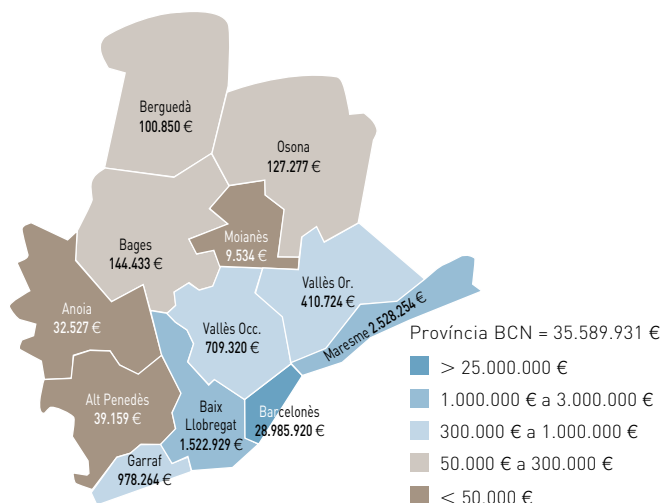 Berguedà
100.850 €
Osona
127.277 €
Moianès
9.534 €
Bages
144.433 €
Vallès Or.
410.724 €
Anoia
32.527 €
Vallès Occ.
709.320 €
Maresme 2.528.254 €
Alt Penedès
39.159 €
Baix
Llobregat
1.522.929 €
Barcelonès
28.985.920 €
Garraf
978.264 €
Província BCN = 35.589.931 €
> 25.000.000 €
1.000.000 € a 3.000.000 €
300.000 € a 1.000.000 €
50.000 € a 300.000 €
< 50.000 €